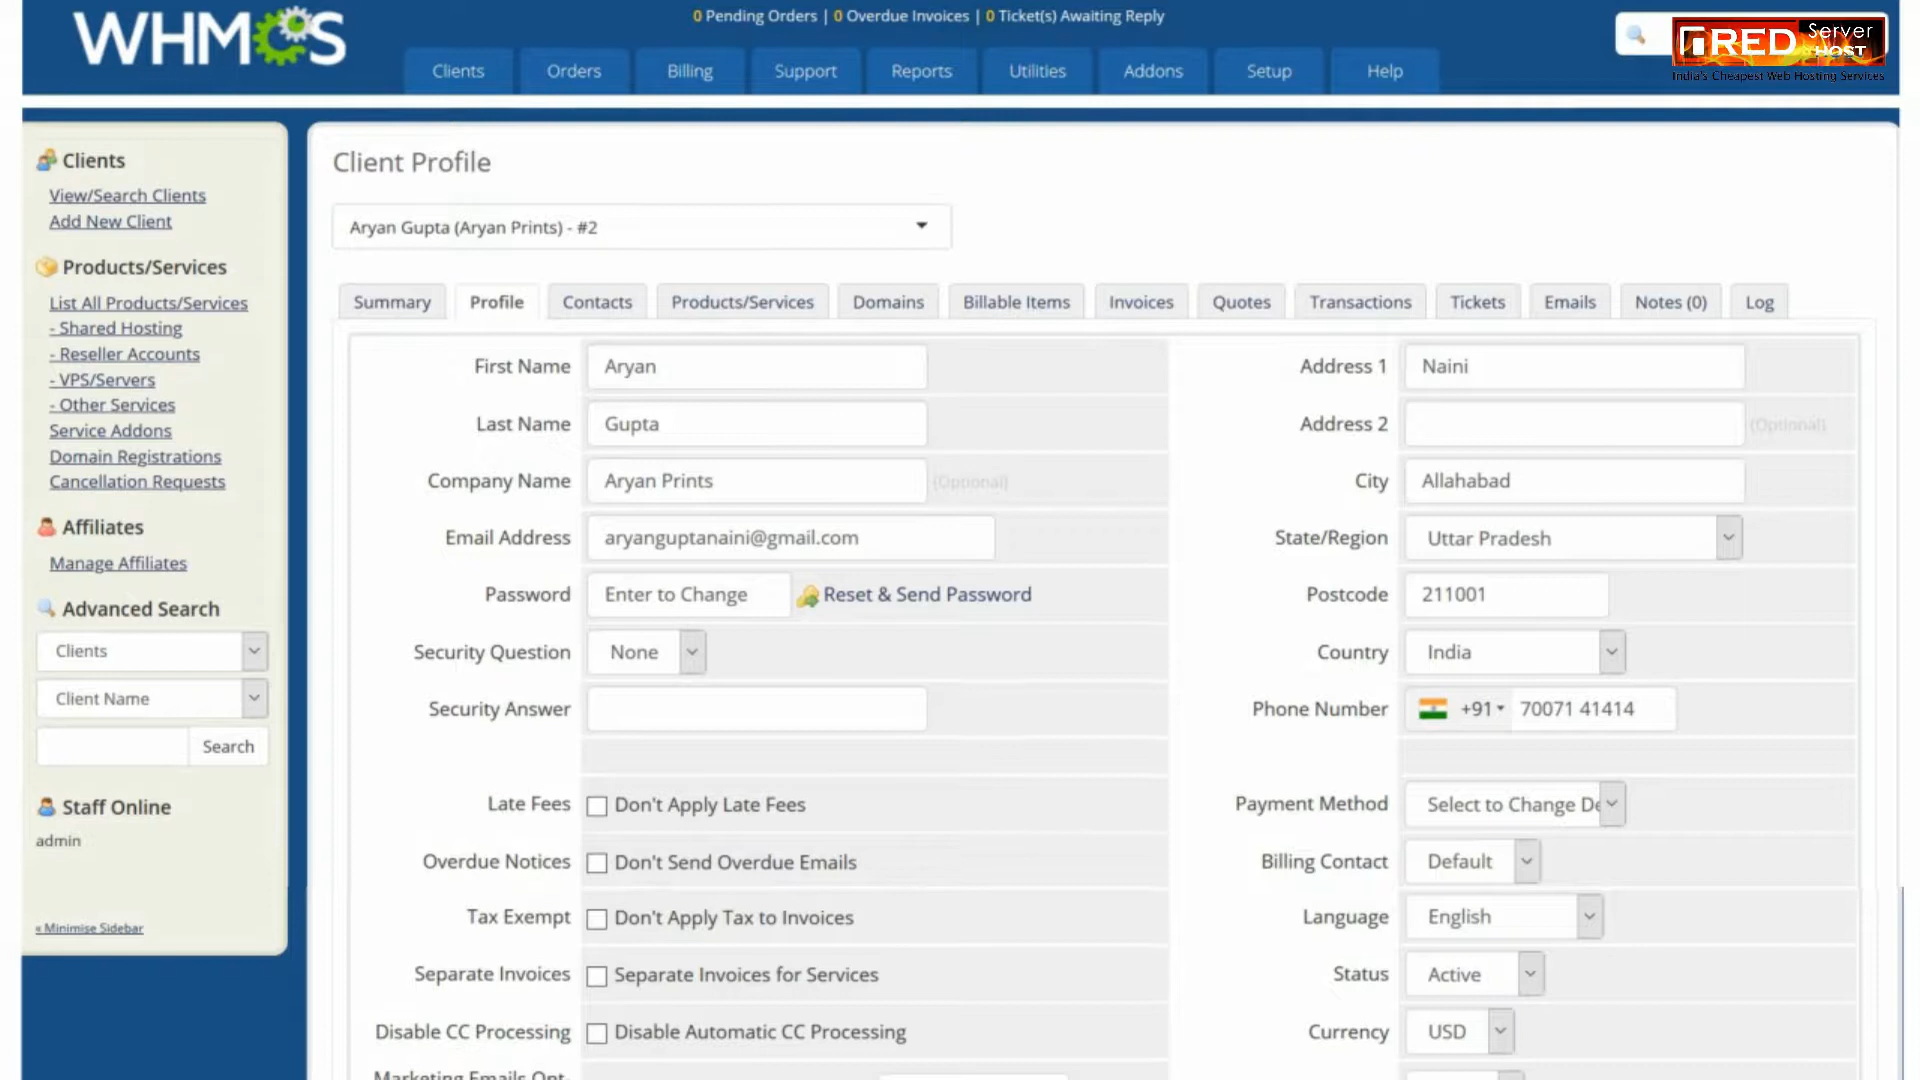 WHMCS
0 Pending Orders | 0 Overdue Invoices | 0 Ticket(s) Awaiting Reply
RED Server HOST
India's Cheapest Web Hosting Services
Clients Orders Billing Support Reports Utilities Addons Setup Help
Clients
View/Search Clients
Add New Client
Products/Services
List All Products/Services
- Shared Hosting
- Reseller Accounts
- VPS/Servers
- Other Services
Service Addons
Domain Registrations
Cancellation Requests
Affiliates
Manage Affiliates
Advanced Search
Clients
Client Name
Search
Staff Online
admin
« Minimise Sidebar
Client Profile
Aryan Gupta (Aryan Prints) - #2
Summary Profile Contacts Products/Services Domains Billable Items Invoices Quotes Transactions Tickets Emails Notes (0) Log
First Name Aryan Address 1 Naini
Last Name Gupta Address 2 (Optional)
Company Name Aryan Prints (Optional) City Allahabad
Email Address aryanguptanaini@gmail.com State/Region Uttar Pradesh
Password Enter to Change Reset & Send Password Postcode 211001
Security Question None Country India
Security Answer Phone Number +91 70071 41414
Late Fees Don't Apply Late Fees Payment Method Select to Change De
Overdue Notices Don't Send Overdue Emails Billing Contact Default
Tax Exempt Don't Apply Tax to Invoices Language English
Separate Invoices Separate Invoices for Services Status Active
Disable CC Processing Disable Automatic CC Processing Currency USD
Marketing Emails Opt-